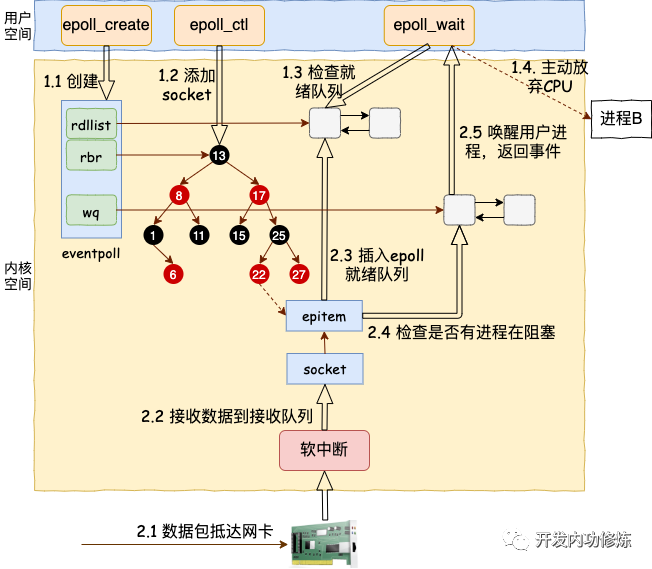 用户
空间
epoll_create
epoll_ctl
epoll_wait
1.1 创建
1.2 添加
socket
1.3 检查就
绪队列
1.4. 主动放
弃CPU
进程B
rdllist
rbr
wq
eventpoll
13
8
17
1
11
15
25
6
22
27
2.5 唤醒用户进
程，返回事件
2.3 插入epoll
就绪队列
内核
空间
epitem
2.4 检查是否有进程在阻塞
socket
2.2 接收数据到接收队列
软中断
2.1 数据包抵达网卡
开发内功修炼